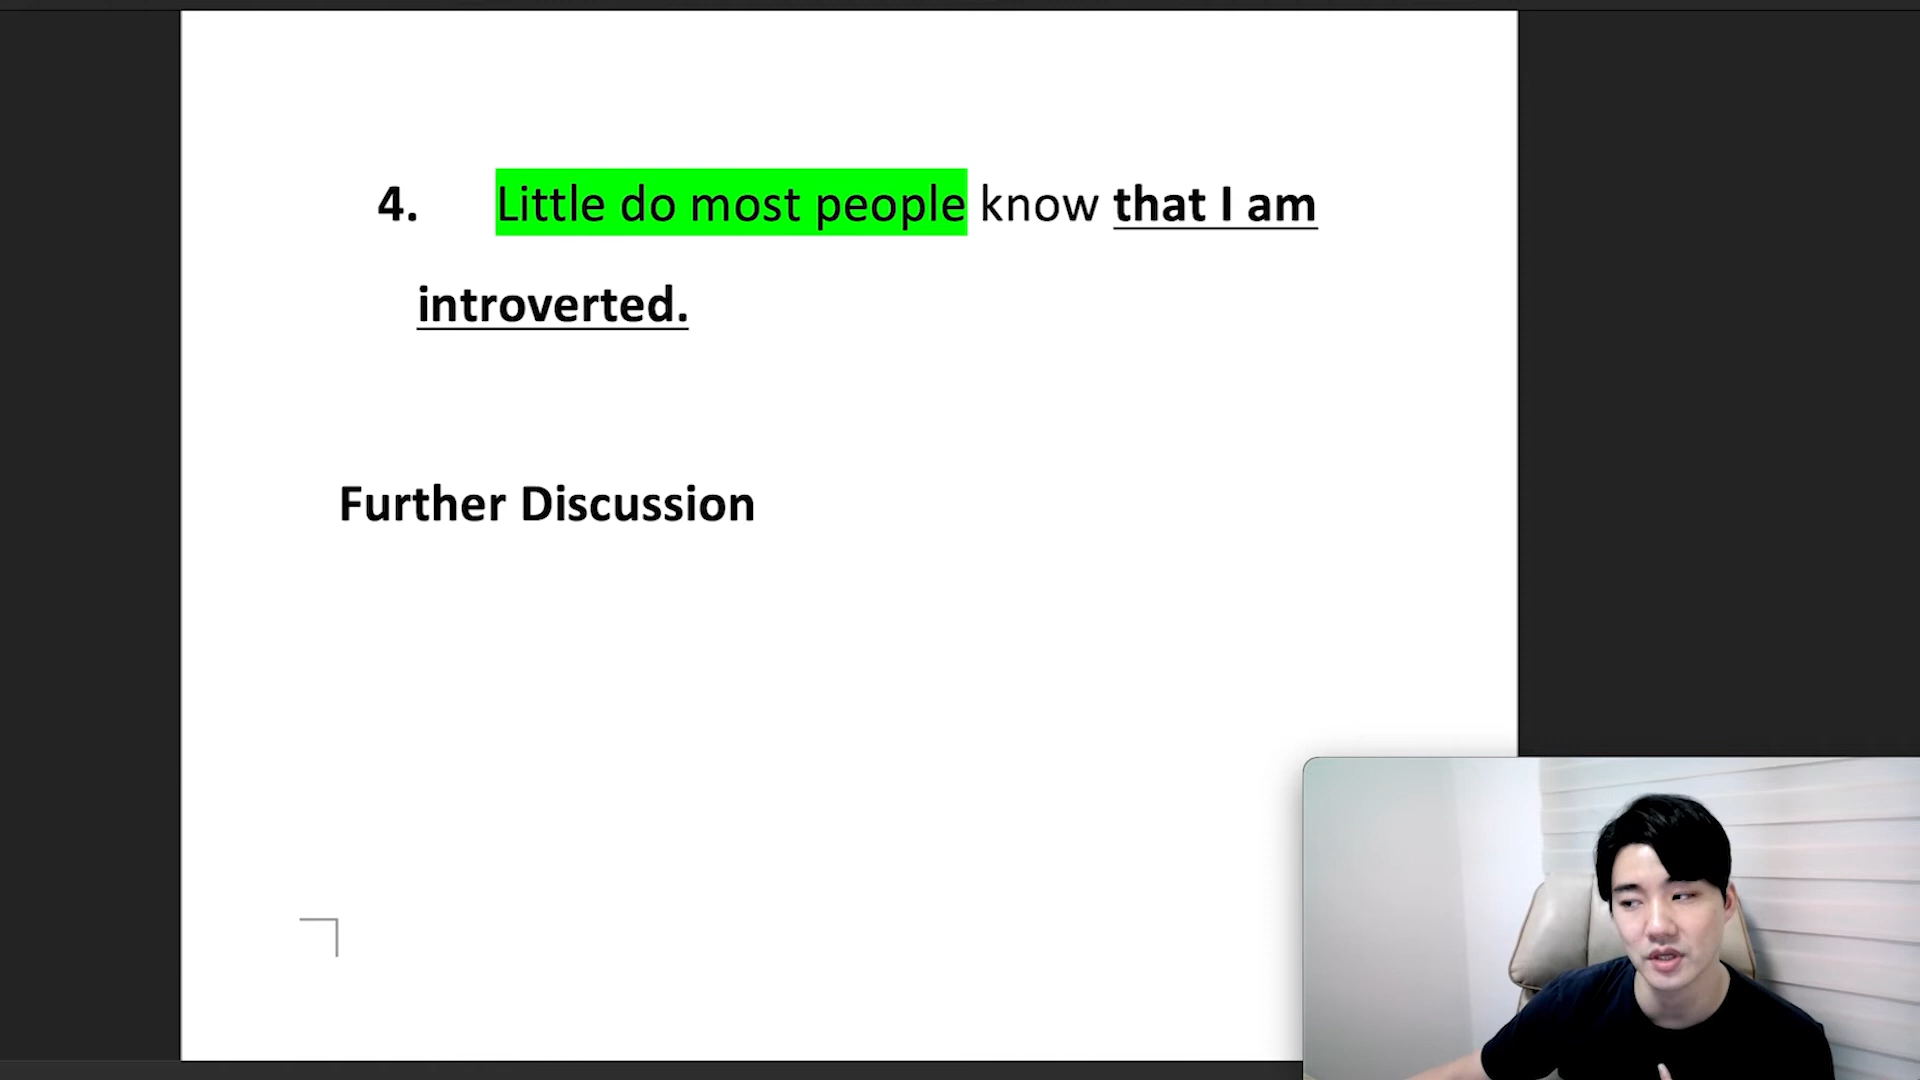 4. Little do most people know that I am
introverted.
Further Discussion